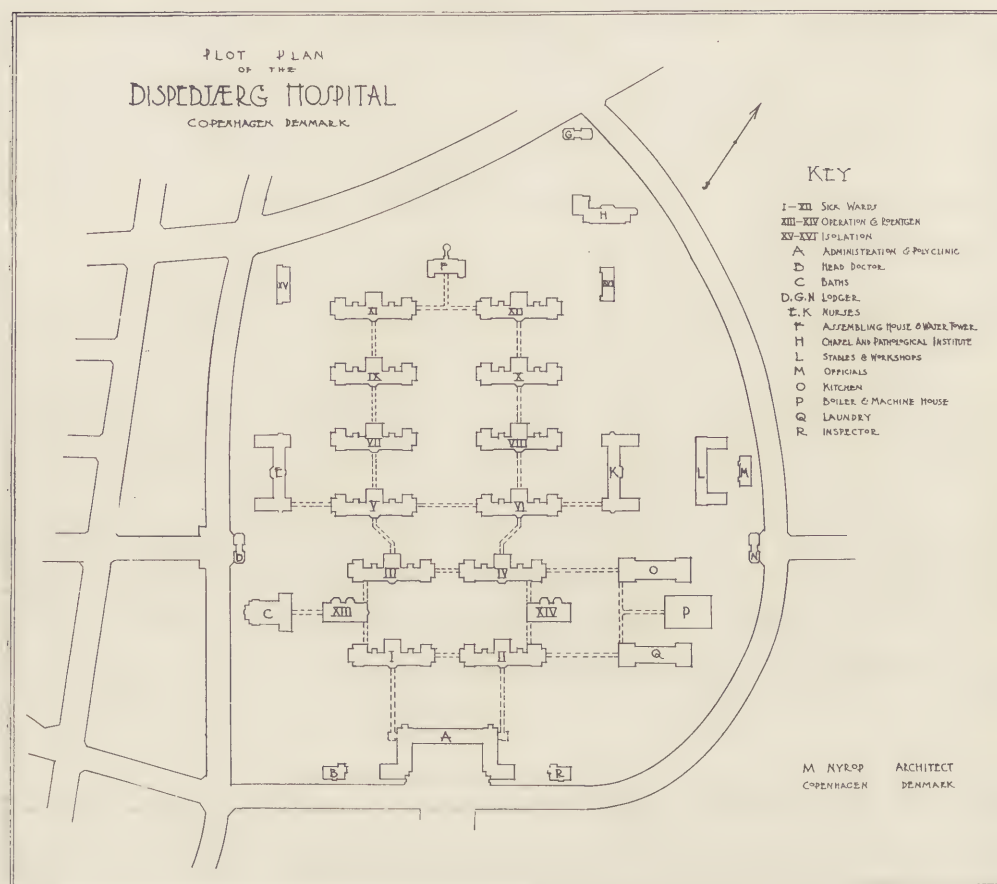 PLOT PLAN
OF THE
DISPEBJÆRG HOSPITAL
COPENHAGEN DENMARK
KEY
I–XII SICK WARDS
XIII–XIV OPERATION & ROENTGEN
XV–XVI ISOLATION
A ADMINISTRATION & POLYCLINIC
B HEAD DOCTOR
C BATHS
D.G.N LODGER
E.K NURSES
F ASSEMBLING HOUSE & WATER TOWER
H CHAPEL AND PATHOLOGICAL INSTITUTE
L STABLES & WORKSHOPS
M OFFICIALS
O KITCHEN
P BOILER & MACHINE HOUSE
Q LAUNDRY
R INSPECTOR
G
H
F
XV
XVI
XI
XII
IX
X
VII
VIII
E
K
L
M
V
VI
D
N
III
IV
O
C
XIII
XIV
P
I
II
Q
A
B
R
M NYROP ARCHITECT
COPENHAGEN DENMARK